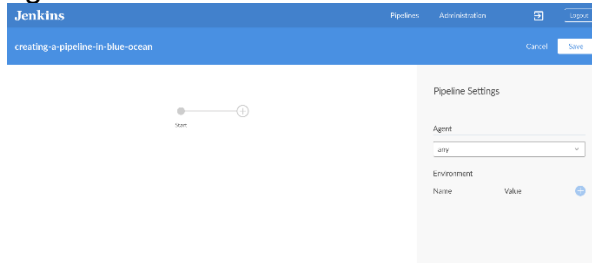 Jenkins
Pipelines Administration Logout
creating-a-pipeline-in-blue-ocean
Cancel Save
Pipeline Settings
Start
Agent
any
Environment
Name Value